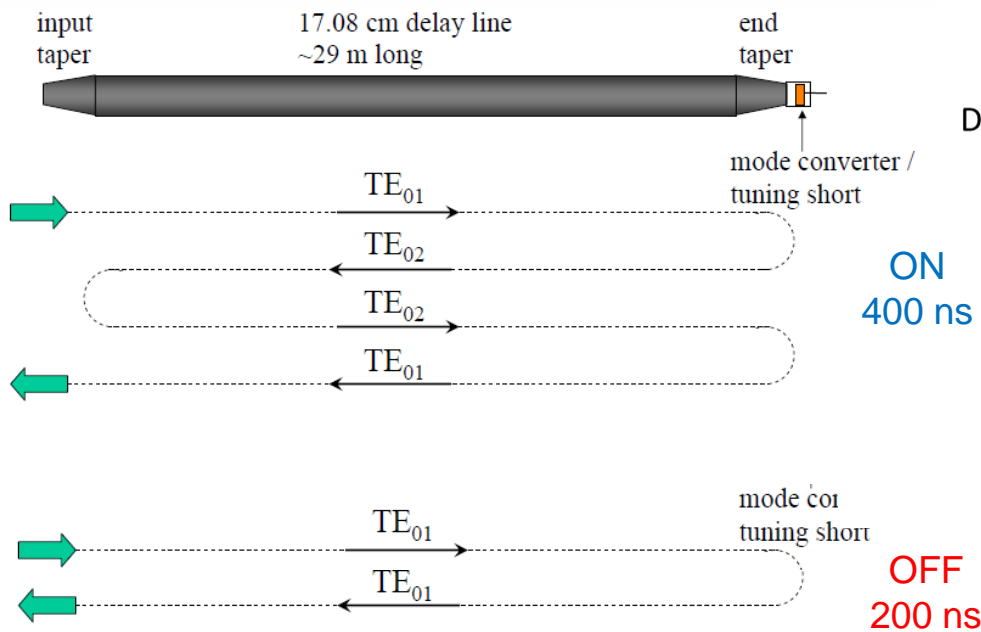 input
taper
17.08 cm delay line
~29 m long
end
taper
D
mode converter /
tuning short
TE₀₁
TE₀₂
ON
400 ns
TE₀₂
TE₀₁
mode cor
tuning short
TE₀₁
TE₀₁
OFF
200 ns